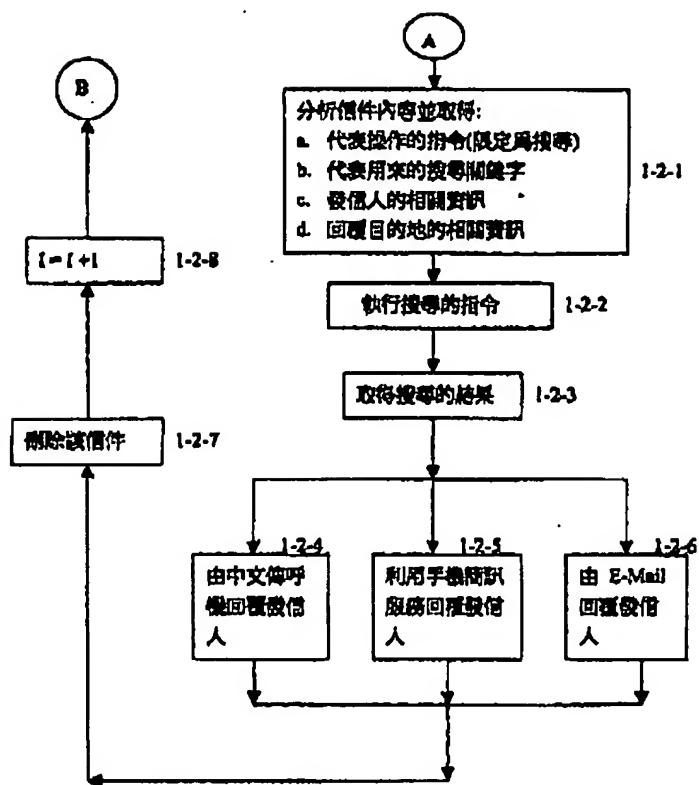 A
分析信件內容並取得:
a. 代表操作的指令(限定為搜尋)
b. 代表用來的搜尋關鍵字
c. 發信人的相關資訊
d. 回覆目的地的相關資訊
1-2-1
執行搜尋的指令
1-2-2
取得搜尋的結果
1-2-3
1-2-4
由中文傳呼
機回覆發信
人
1-2-5
利用手機簡訊
服務回覆發信
人
1-2-6
由 E-Mail
回覆發信
人
刪除該信件
1-2-7
I = I +1
1-2-8
B